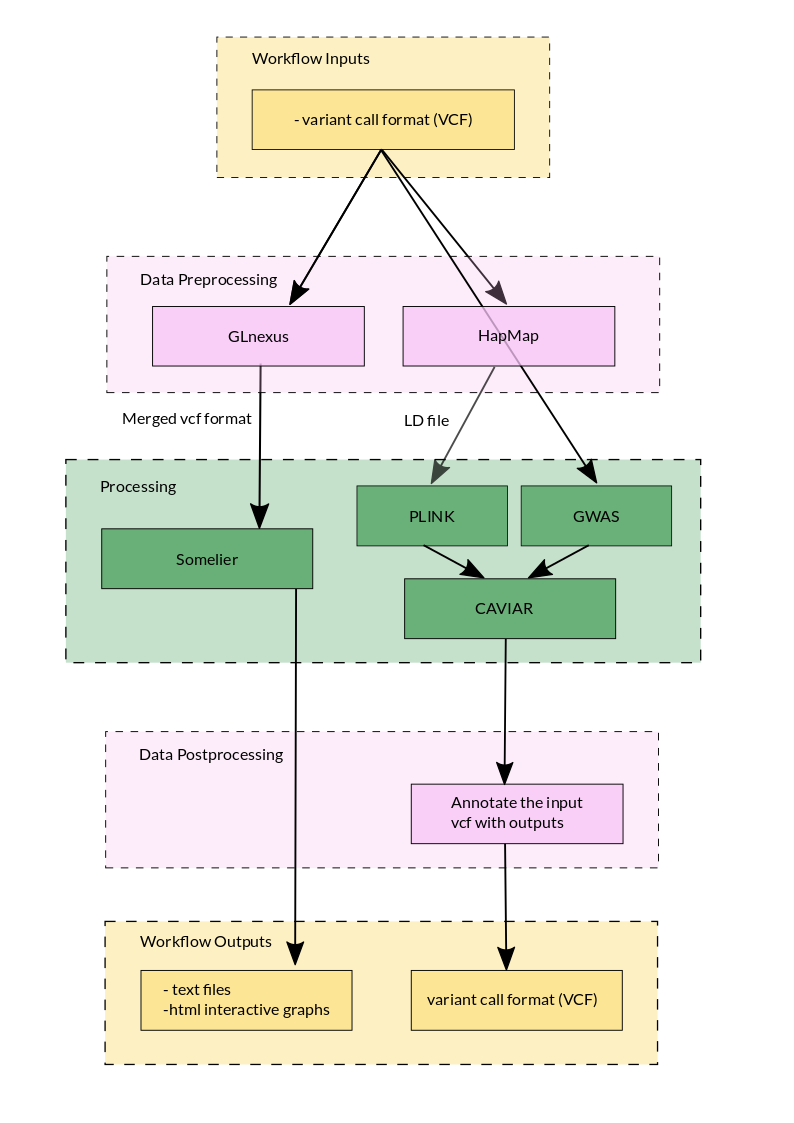 Workflow Inputs
- variant call format (VCF)
Data Preprocessing
GLnexus
HapMap
Merged vcf format
LD file
Processing
PLINK
GWAS
Somelier
CAVIAR
Data Postprocessing
Annotate the input
vcf with outputs
Workflow Outputs
- text files
-html interactive graphs
variant call format (VCF)